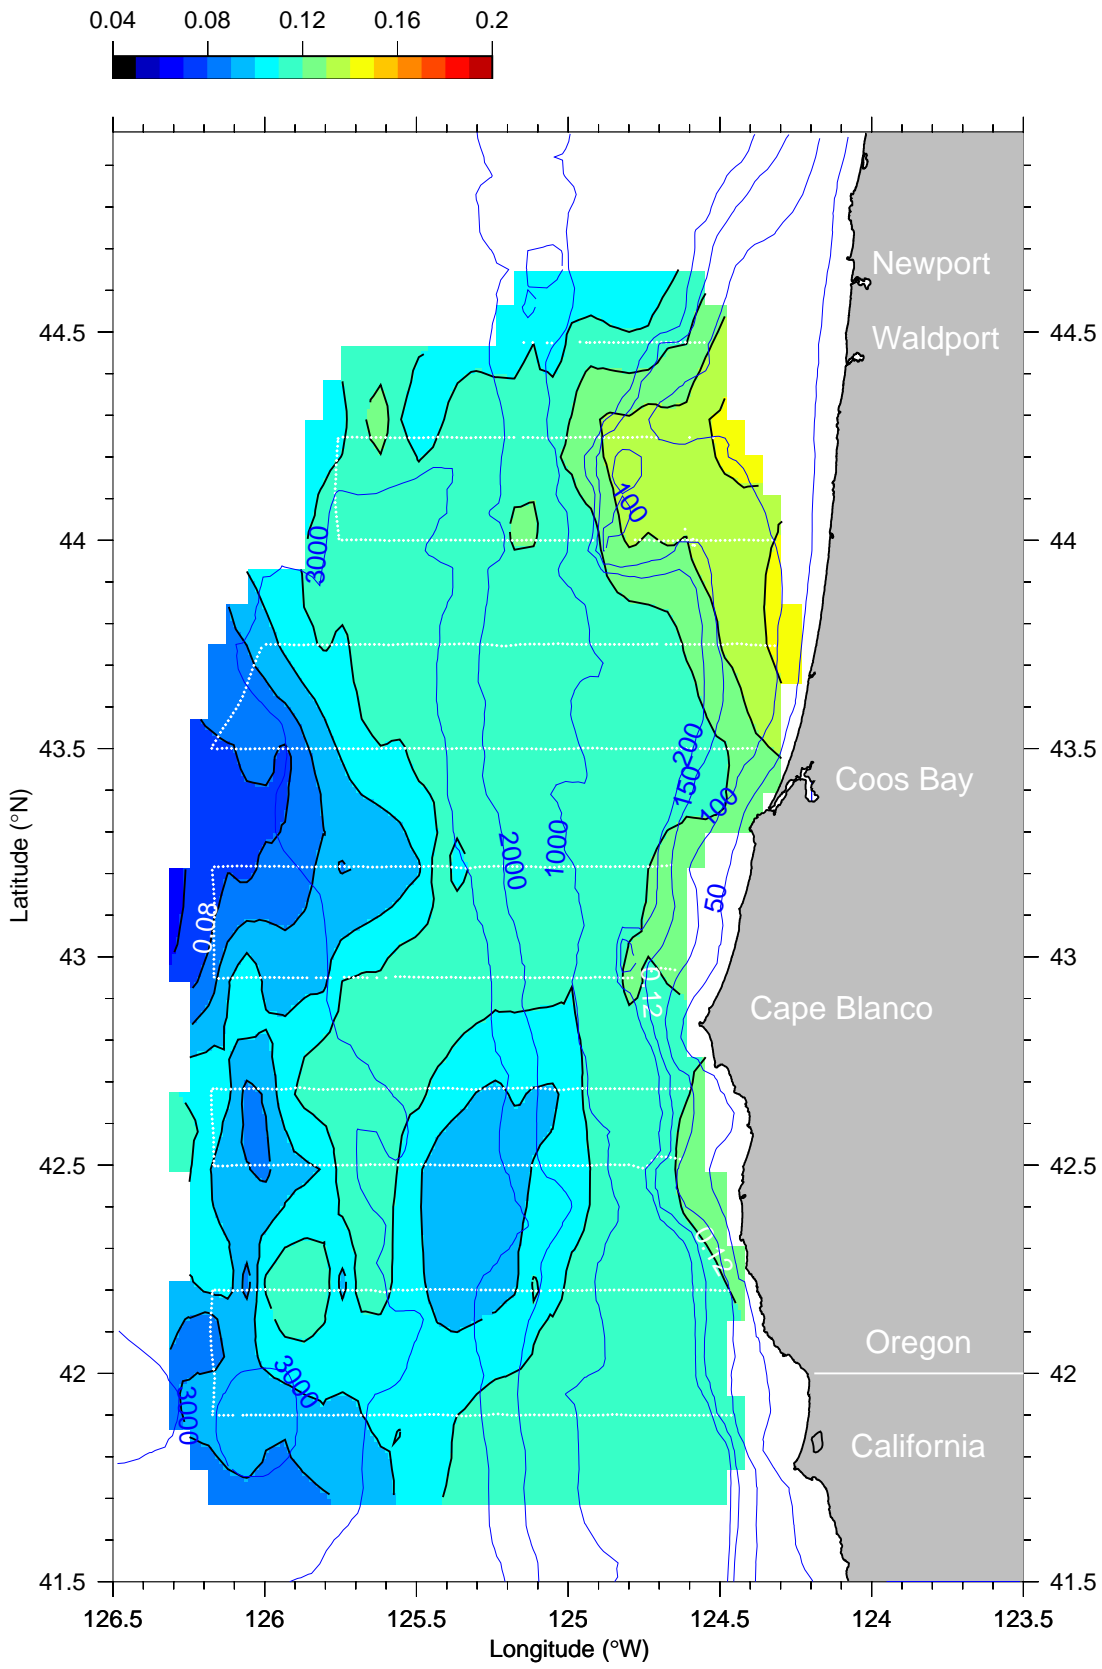 0.04 0.08 0.12 0.16 0.2
Newport
44.5 Waldport 44.5
100
44 3000 44
200
43.5 150 100 Coos Bay 43.5
2000 1000
50
0.08
43 43
0.12
Cape Blanco
42.5 42.5
0.12
Oregon
42 3000 42
3000
California
41.5 41.5
126.5 126 125.5 125 124.5 124 123.5
Longitude (°W)
Latitude (°N)